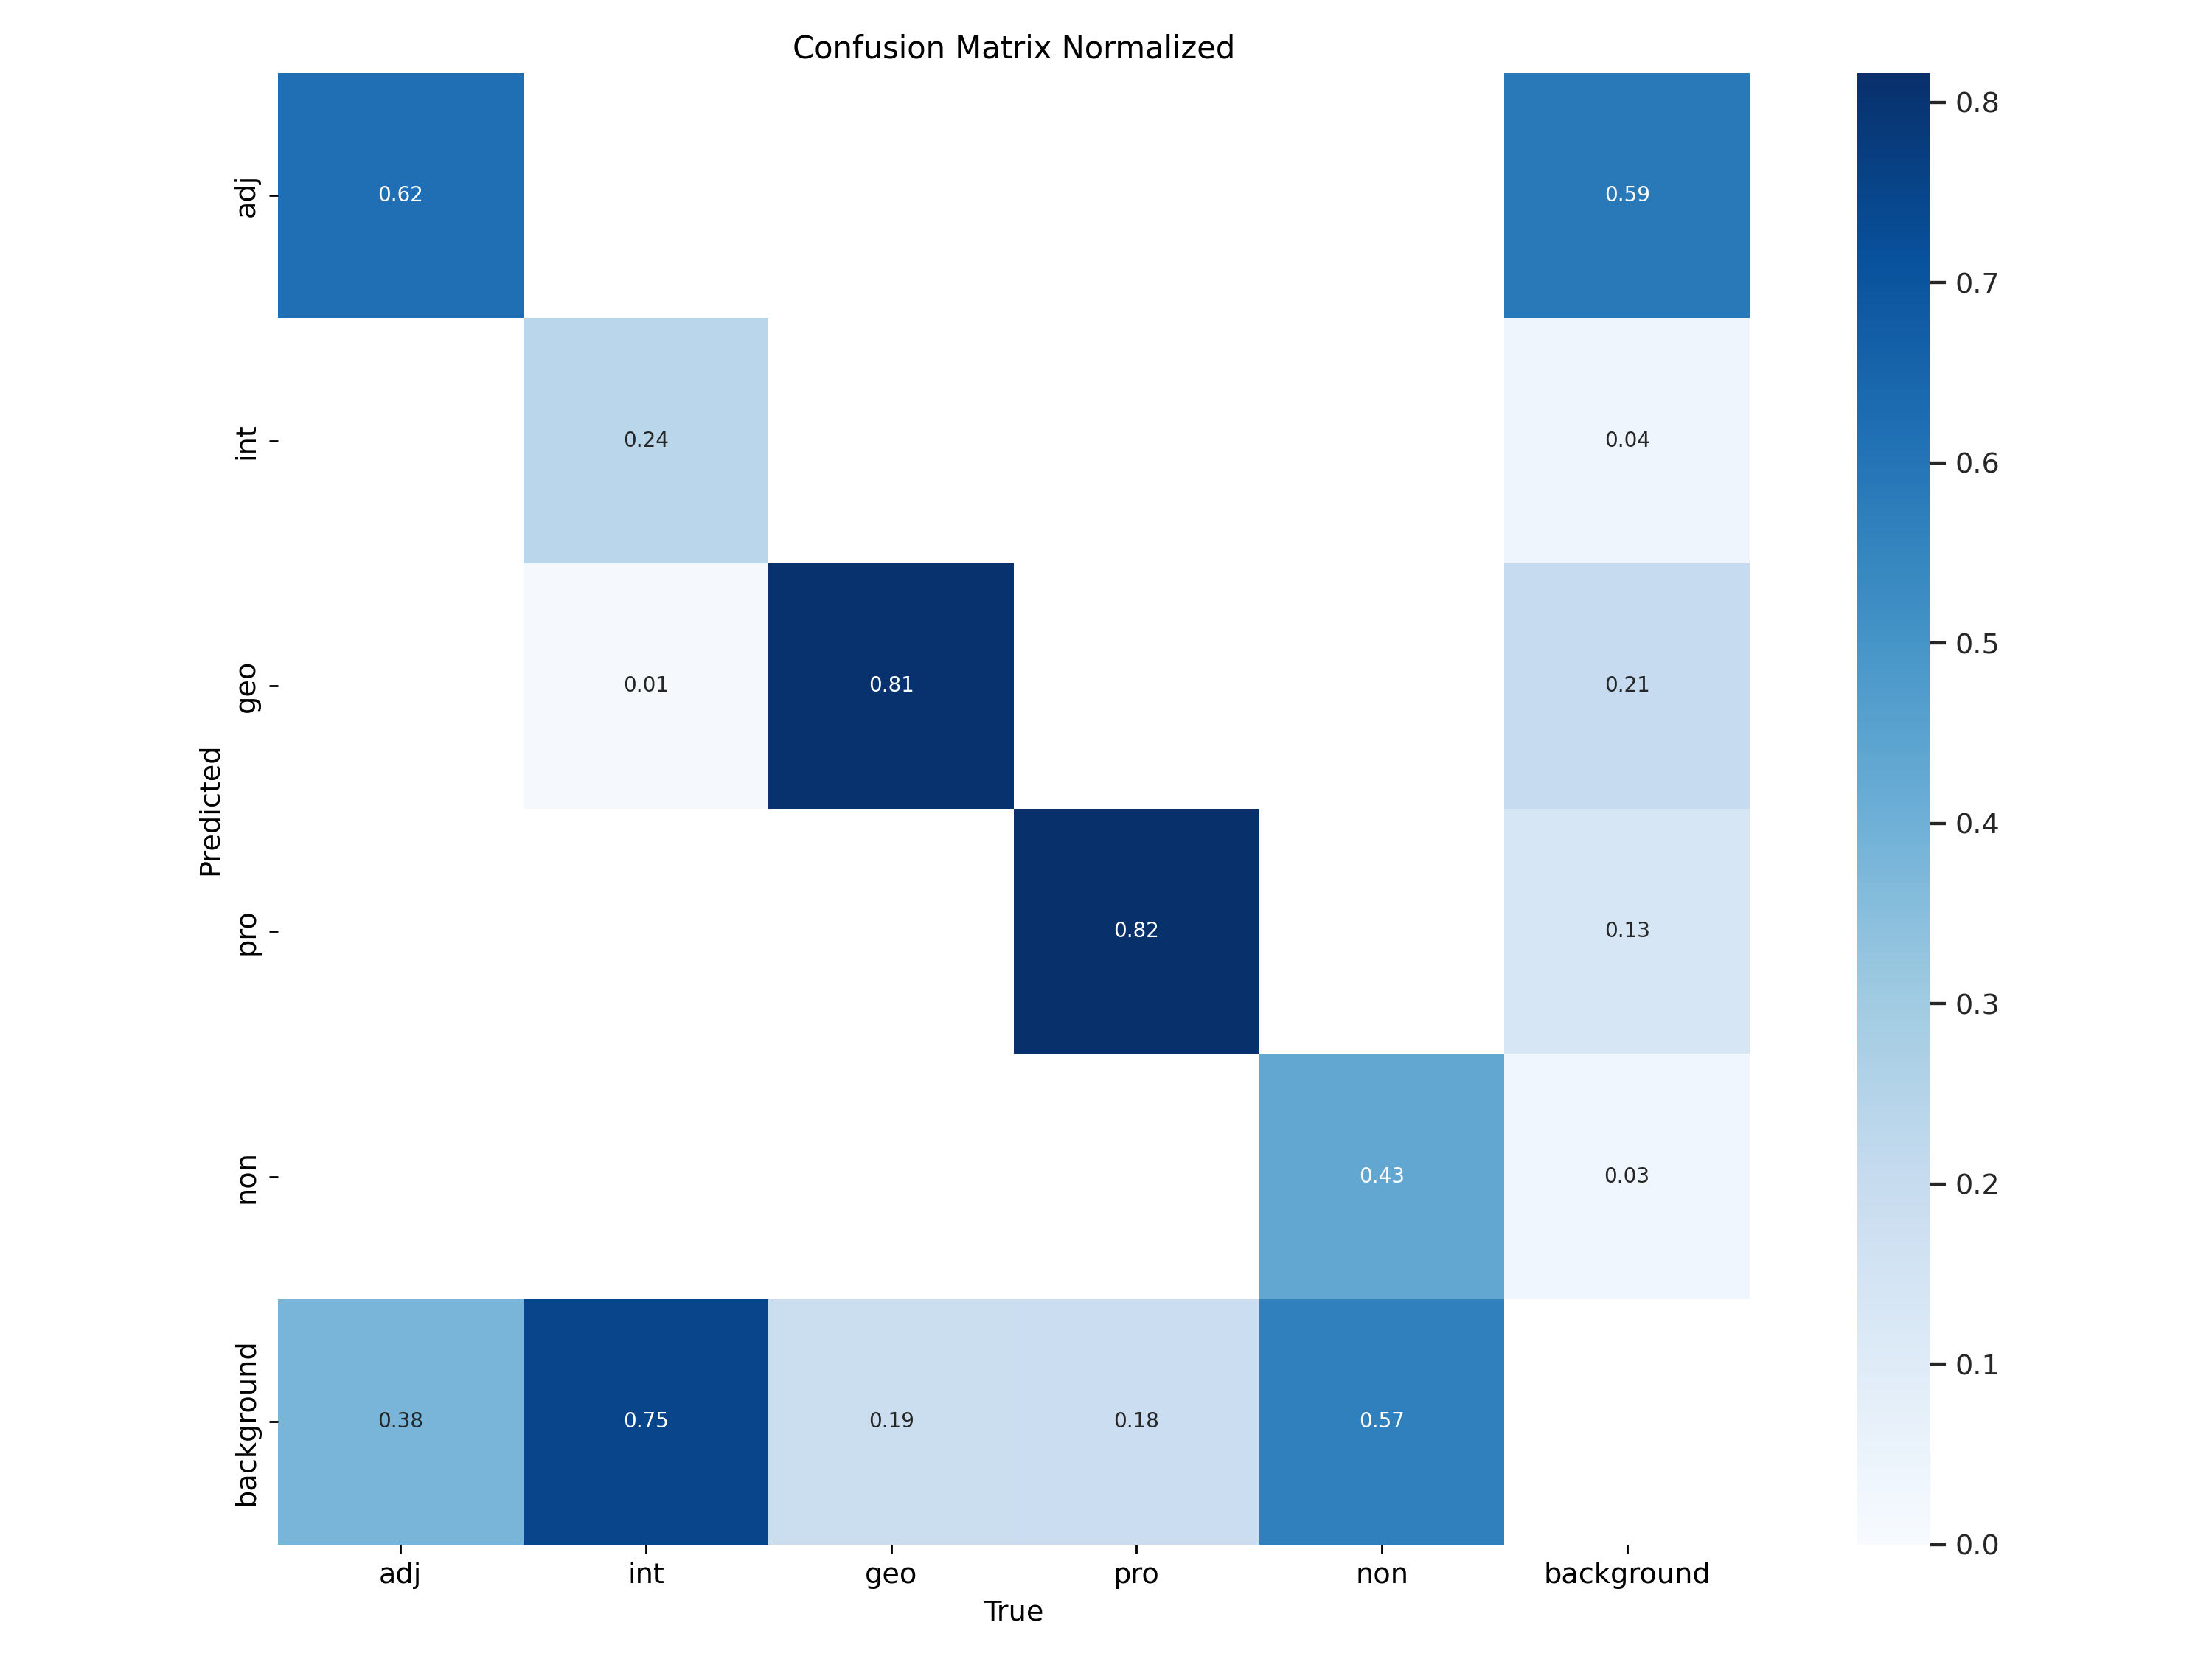 Confusion Matrix Normalized
adj
0.62
0.59
int
0.24
0.04
geo
0.01
0.81
0.21
pro
0.82
0.13
non
0.43
0.03
background
0.38
0.75
0.19
0.18
0.57
Predicted
adj
int
geo
pro
non
background
True
0.8
0.7
0.6
0.5
0.4
0.3
0.2
0.1
0.0